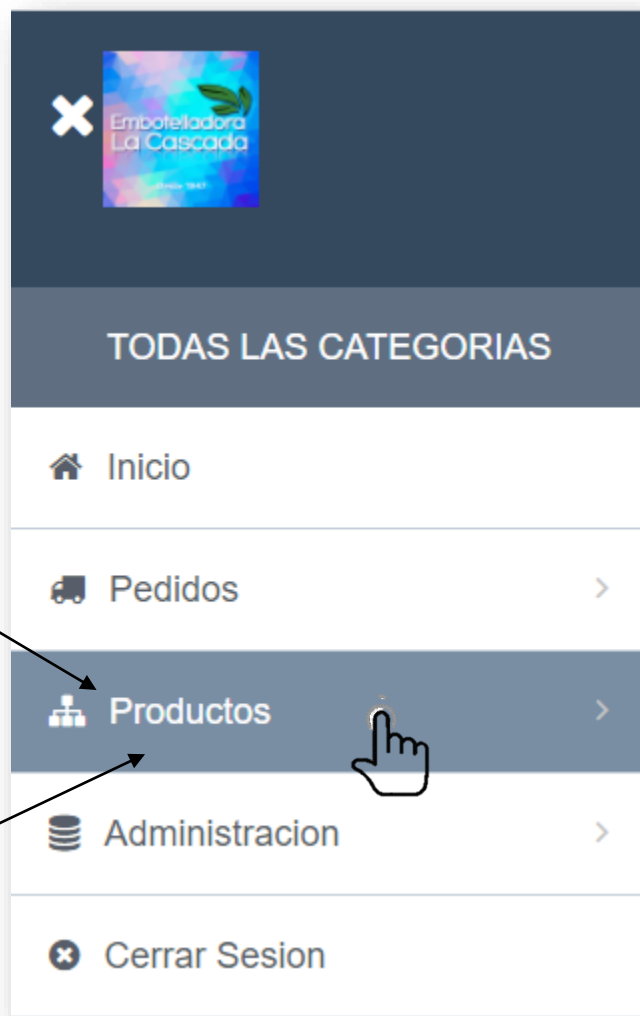 Embotelladora
La Cascada
TODAS LAS CATEGORIAS
Inicio
Pedidos
Productos
Administracion
Cerrar Sesion